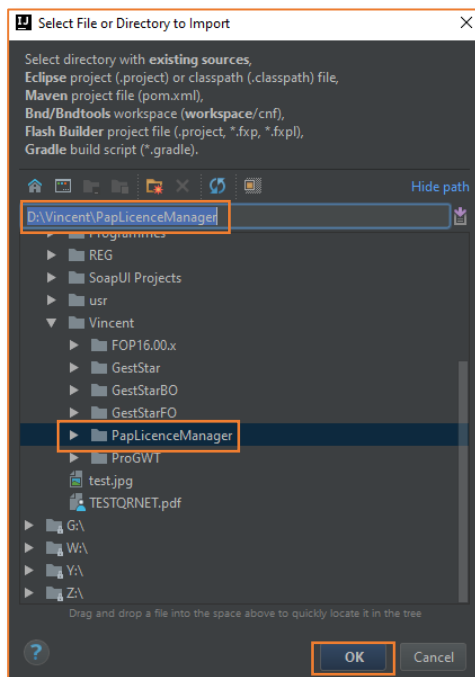 Select File or Directory to Import
Select directory with existing sources,
Eclipse project (.project) or classpath (.classpath) file,
Maven project file (pom.xml),
Bnd/Bndtools workspace (workspace/cnf),
Flash Builder project file (.project, *.fxp, *.fxpl),
Gradle build script (*.gradle).
Hide path
D:\Vincent\PapLicenceManager
Programmes
REG
SoapUI Projects
usr
Vincent
FOP16.00.x
GestStar
GestStarBO
GestStarFO
PapLicenceManager
ProGWT
test.jpg
TESTQRNET.pdf
G:\
W:\
Y:\
Z:\
Drag and drop a file into the space above to quickly locate it in the tree
? OK Cancel